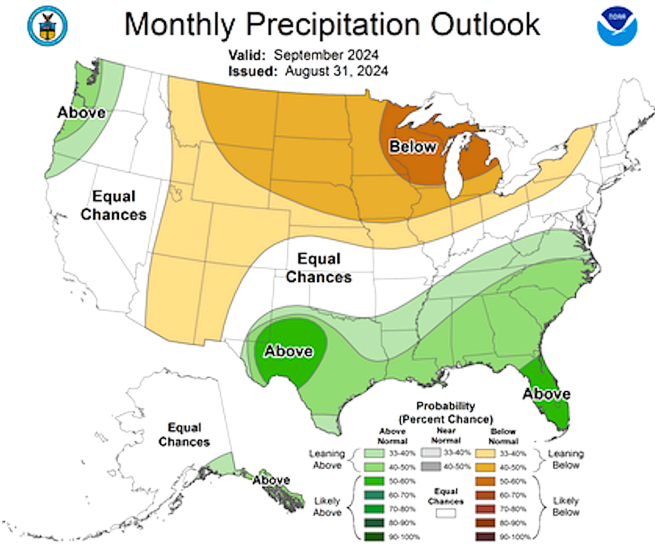 Monthly Precipitation Outlook
NOAA
Valid: September 2024
Issued: August 31, 2024
Above
Below
Equal
Chances
Equal
Chances
Above
Above
Equal
Chances
Above
Probability
(Percent Chance)
Above
Normal
Near
Normal
Below
Normal
Leaning
Above
33-40% 33-40% 33-40%
40-50% 40-50% 40-50%
Leaning
Below
Likely
Above
50-60% 50-60%
60-70% 60-70%
70-80% 70-80%
80-90% 80-90%
90-100% 90-100%
Equal
Chances
Likely
Below